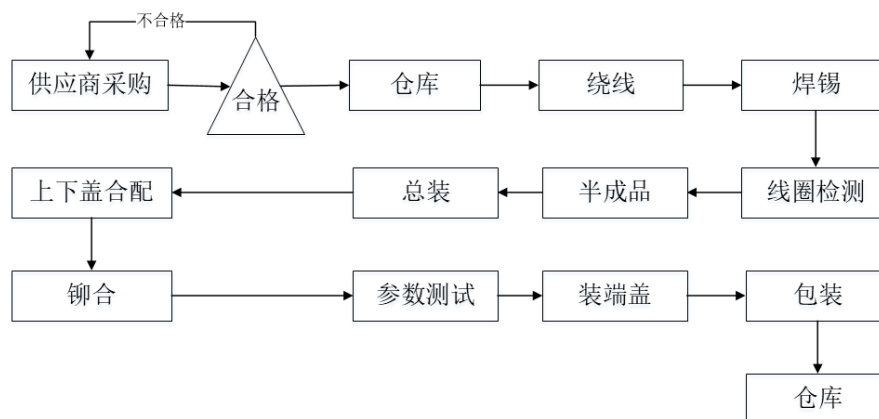 不合格
供应商采购
合格
仓库
绕线
焊锡
上下盖合配
总装
半成品
线圈检测
铆合
参数测试
装端盖
包装
仓库